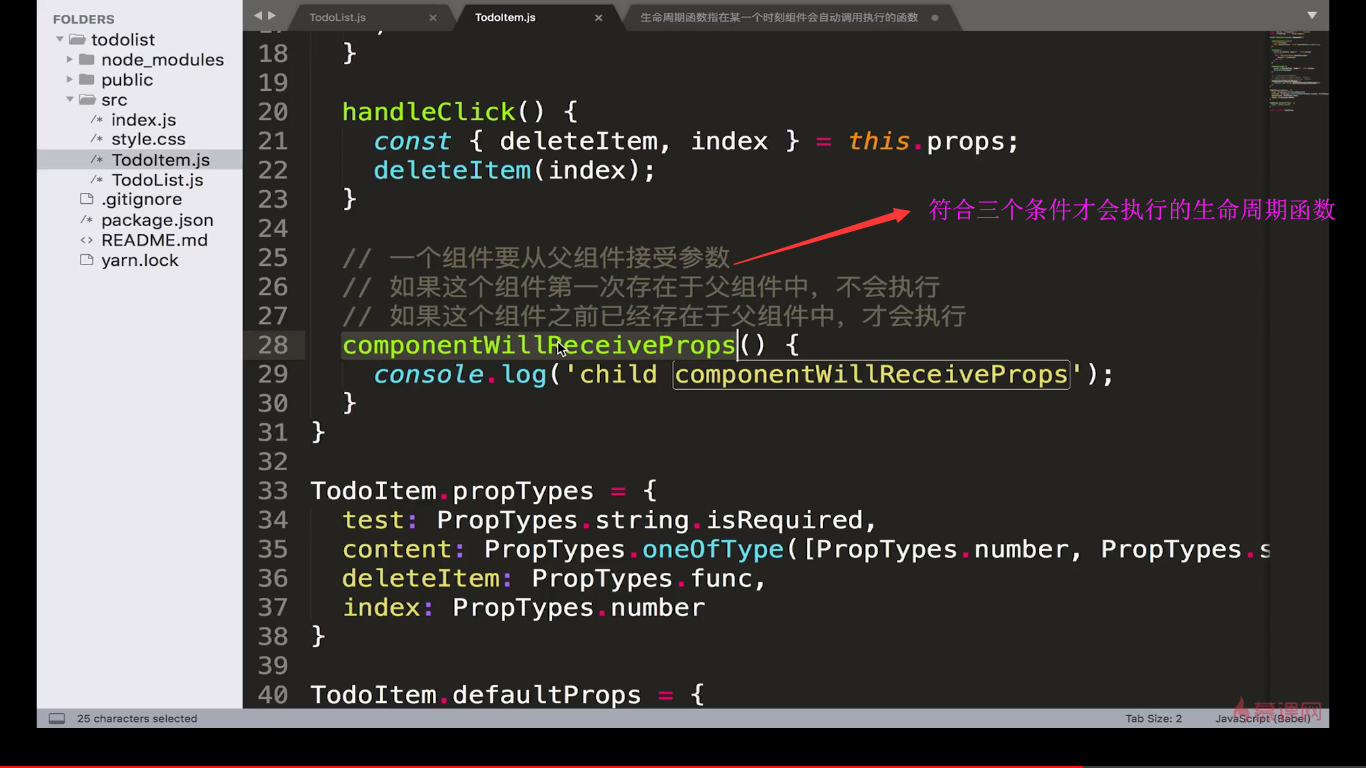 FOLDERS
todolist
node_modules
public
src
index.js
style.css
TodoItem.js
TodoList.js
.gitignore
package.json
README.md
yarn.lock
TodoList.js
TodoItem.js
生命周期函数指在某一个时刻组件会自动调用执行的函数
18 }
19
20 handleClick() {
21 const { deleteItem, index } = this.props;
22 deleteItem(index);
23 }
24
符合三个条件才会执行的生命周期函数
25 // 一个组件要从父组件接受参数
26 // 如果这个组件第一次存在于父组件中，不会执行
27 // 如果这个组件之前已经存在于父组件中，才会执行
28 componentWillReceiveProps() {
29 console.log('child componentWillReceiveProps');
30 }
31 }
32
33 TodoItem.propTypes = {
34 test: PropTypes.string.isRequired,
35 content: PropTypes.oneOfType([PropTypes.number, PropTypes.s
36 deleteItem: PropTypes.func,
37 index: PropTypes.number
38 }
39
40 TodoItem.defaultProps = {
25 characters selected
Tab Size: 2
JavaScript (Babel)
慕课网